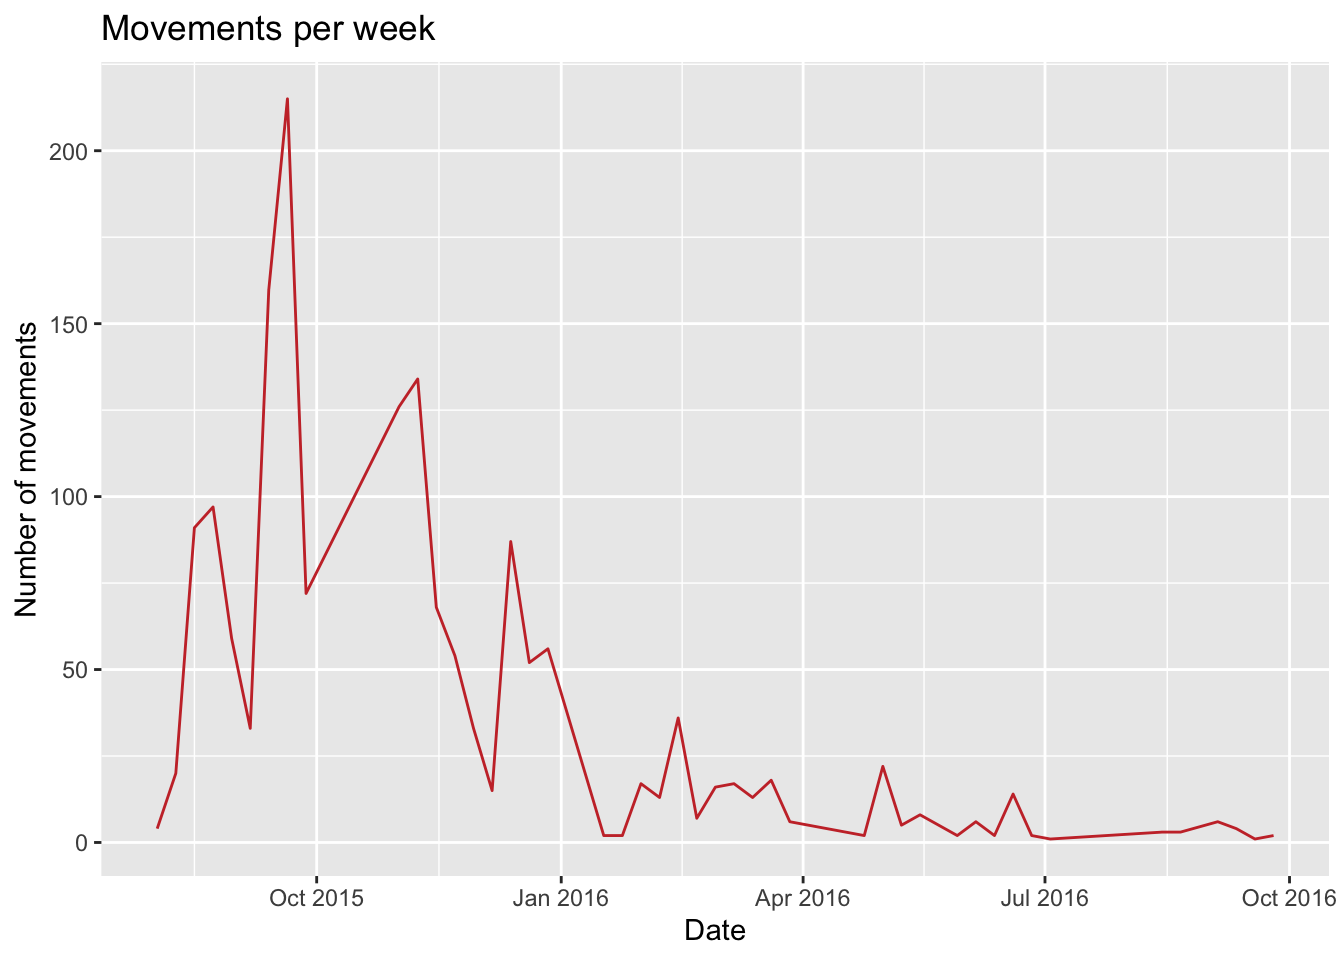 Movements per week
Number of movements
200
150
100
50
0
Oct 2015
Jan 2016
Apr 2016
Jul 2016
Oct 2016
Date